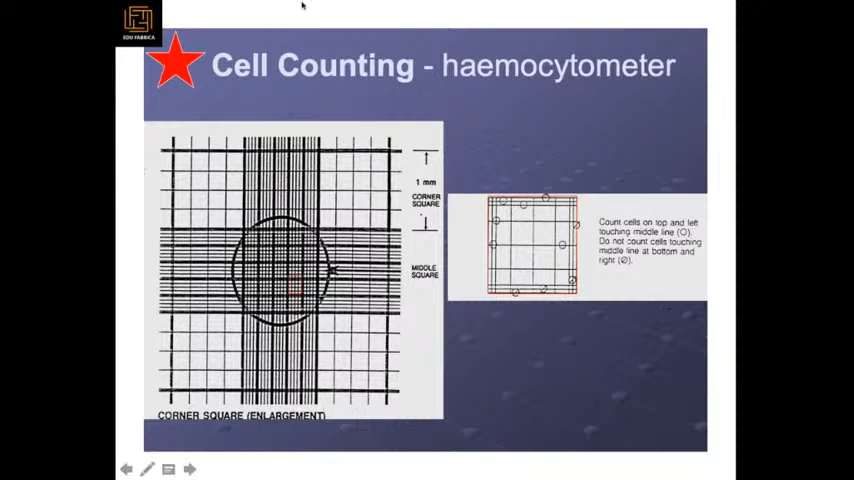 EDU FABRICA
Cell Counting - haemocytometer
1 mm
CORNER
SQUARE
MIDDLE
SQUARE
CORNER SQUARE (ENLARGEMENT)
Count cells on top and left
touching middle line (O).
Do not count cells touching
middle line at bottom and
right (∅).